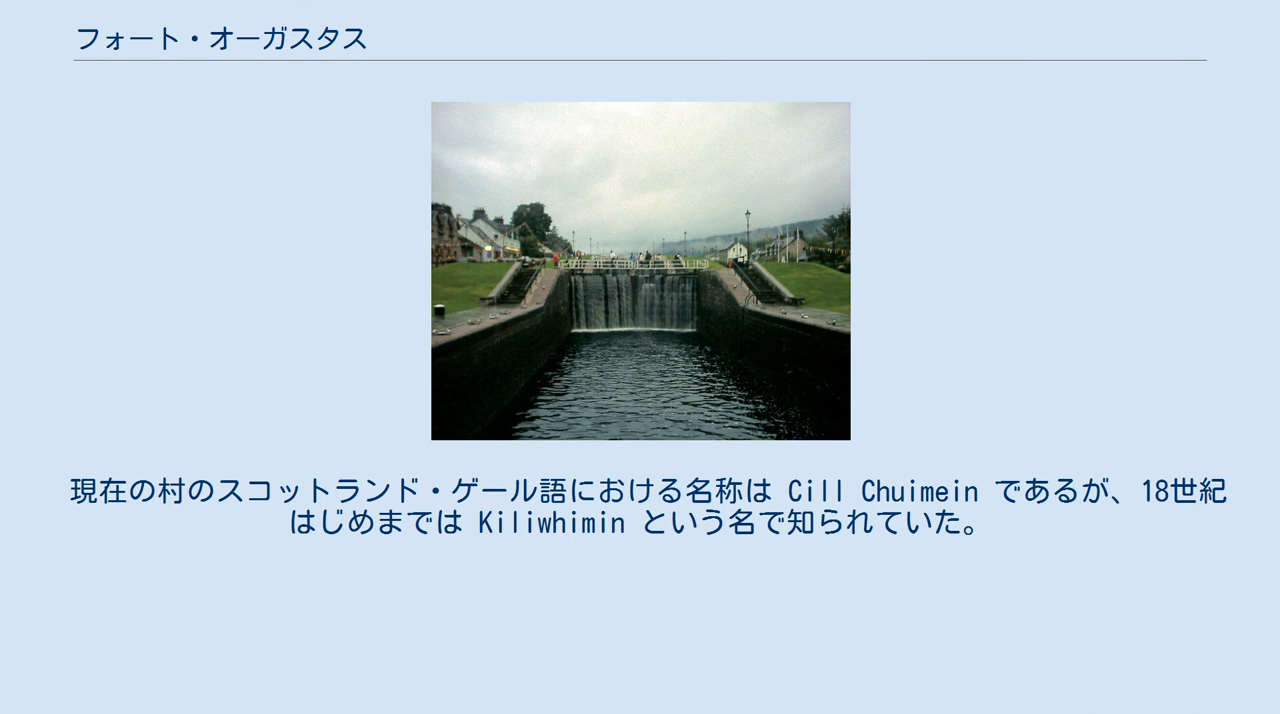 フォート・オーガスタス
現在の村のスコットランド・ゲール語における名称は Cill Chuimein であるが、18世紀
はじめまでは Kiliwhimin という名で知られていた。